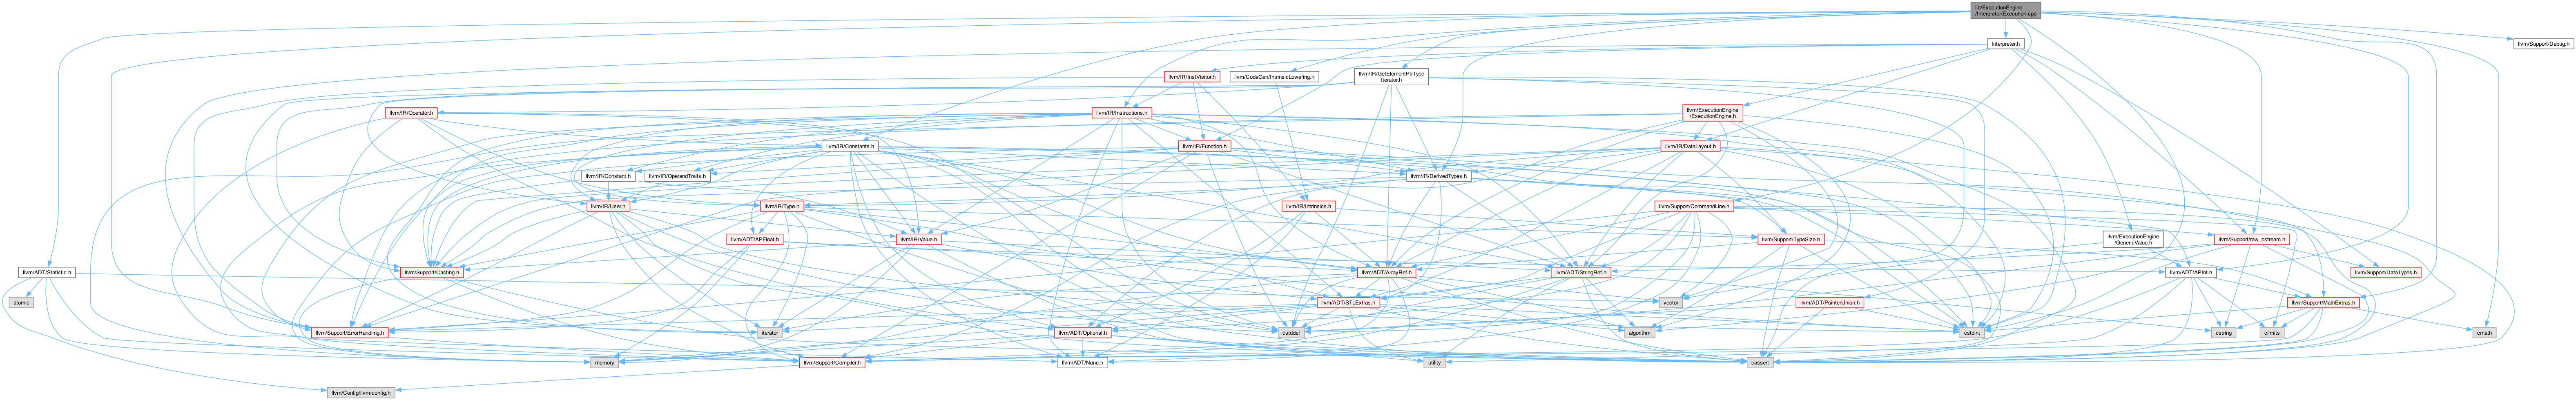 lib/ExecutionEngine
/Interpreter/Execution.cpp
Interpreter.h
llvm/Support/Debug.h
llvm/IR/InstVisitor.h
llvm/CodeGen/IntrinsicLowering.h
llvm/IR/GetElementPtrType
Iterator.h
llvm/IR/Operator.h
llvm/IR/Instructions.h
llvm/ExecutionEngine
/ExecutionEngine.h
llvm/IR/Constants.h
llvm/IR/Function.h
llvm/IR/DataLayout.h
llvm/IR/Constant.h
llvm/IR/OperandTraits.h
llvm/IR/DerivedTypes.h
llvm/IR/User.h
llvm/IR/Type.h
llvm/IR/Intrinsics.h
llvm/Support/CommandLine.h
llvm/ADT/APFloat.h
llvm/IR/Value.h
llvm/Support/TypeSize.h
llvm/ExecutionEngine
/GenericValue.h
llvm/Support/raw_ostream.h
llvm/ADT/Statistic.h
llvm/Support/Casting.h
llvm/ADT/ArrayRef.h
llvm/ADT/StringRef.h
llvm/ADT/APInt.h
llvm/Support/DataTypes.h
atomic
llvm/ADT/STLExtras.h
vector
llvm/ADT/PointerUnion.h
llvm/Support/MathExtras.h
llvm/Support/ErrorHandling.h
iterator
cstddef
llvm/ADT/Optional.h
algorithm
cstdint
cstring
climits
cmath
memory
llvm/Support/Compiler.h
llvm/ADT/None.h
utility
cassert
llvm/Config/llvm-config.h